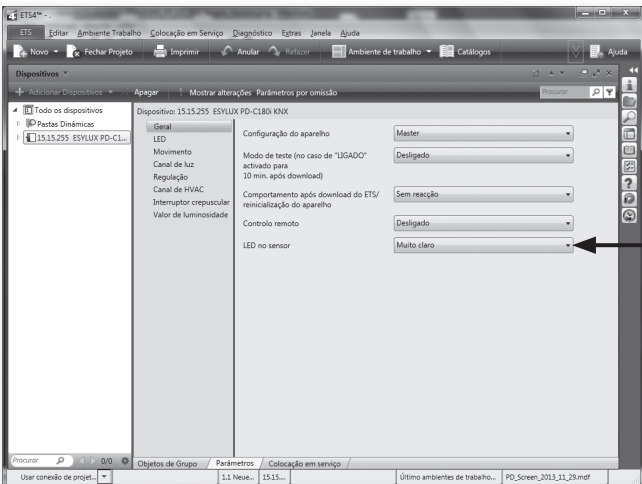 ETS4™ - .
ETS Editar Ambiente Trabalho Colocação em Serviço Diagnóstico Extras Janela Ajuda
Novo Fechar Projeto Imprimir Anular Refazer Ambiente de trabalho Catálogos Ajuda
Dispositivos
Adicionar Dispositivos Apagar Mostrar alterações Parâmetros por omissão Procurar
Todo os dispositivos
Pastas Dinâmicas
15.15.255 ESYLUX PD-C1...
Dispositivo: 15.15.255 ESYLUX PD-C180i KNX
Geral
LED
Movimento
Canal de luz
Regulação
Canal de HVAC
Interruptor crepuscular
Valor de luminosidade
Configuração do aparelho Master
Modo de teste (no caso de "LIGADO" Desligado
activado para
10 min. após download)
Comportamento após download do ETS/ Sem reacção
reinicialização do aparelho
Controlo remoto Desligado
LED no sensor Muito claro
Procurar 0/0
Objetos de Grupo Parâmetros Colocação em serviço
Usar conexão de projet... 1.1 Neue... 15.15.... Último ambientes de trabalho... PD_Screen_2013_11_29.mdf